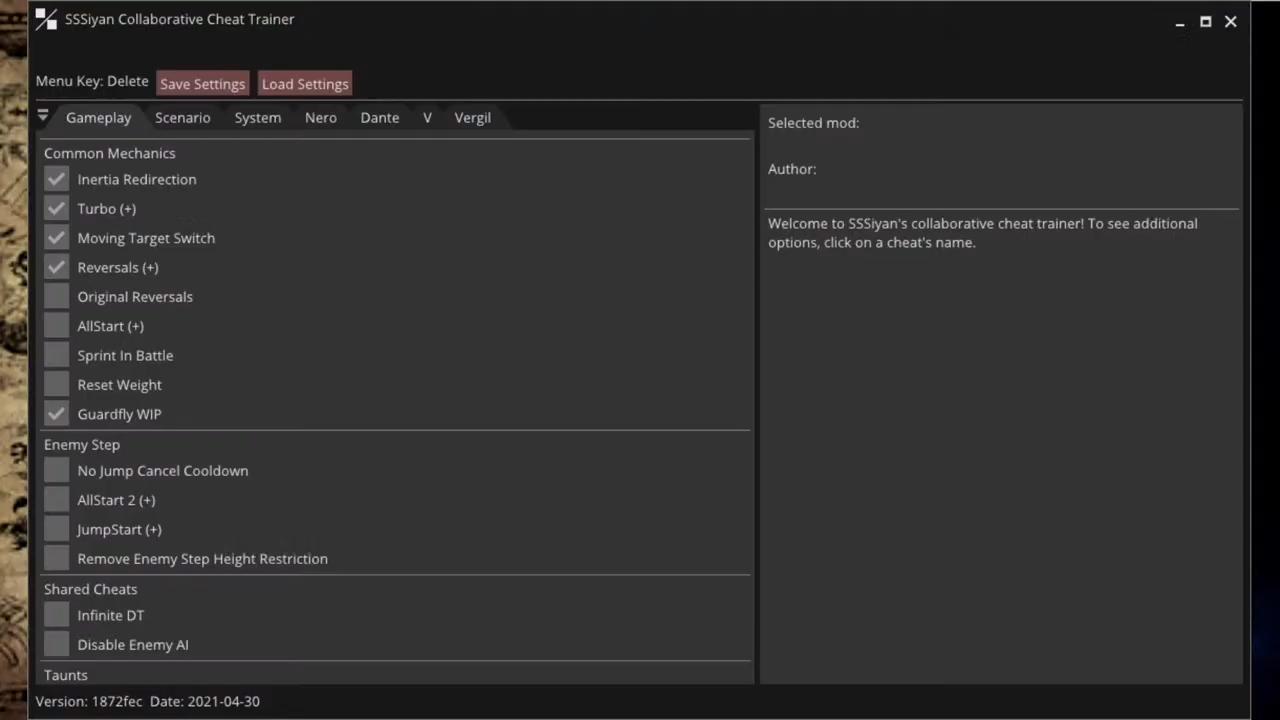 SSSiyan Collaborative Cheat Trainer
Menu Key: Delete Save Settings Load Settings
Gameplay Scenario System Nero Dante V Vergil
Common Mechanics
Inertia Redirection
Turbo (+)
Moving Target Switch
Reversals (+)
Original Reversals
AllStart (+)
Sprint In Battle
Reset Weight
Guardfly WIP
Enemy Step
No Jump Cancel Cooldown
AllStart 2 (+)
JumpStart (+)
Remove Enemy Step Height Restriction
Shared Cheats
Infinite DT
Disable Enemy AI
Taunts
Selected mod:
Author:
Welcome to SSSiyan's collaborative cheat trainer! To see additional
options, click on a cheat's name.
Version: 1872fec Date: 2021-04-30